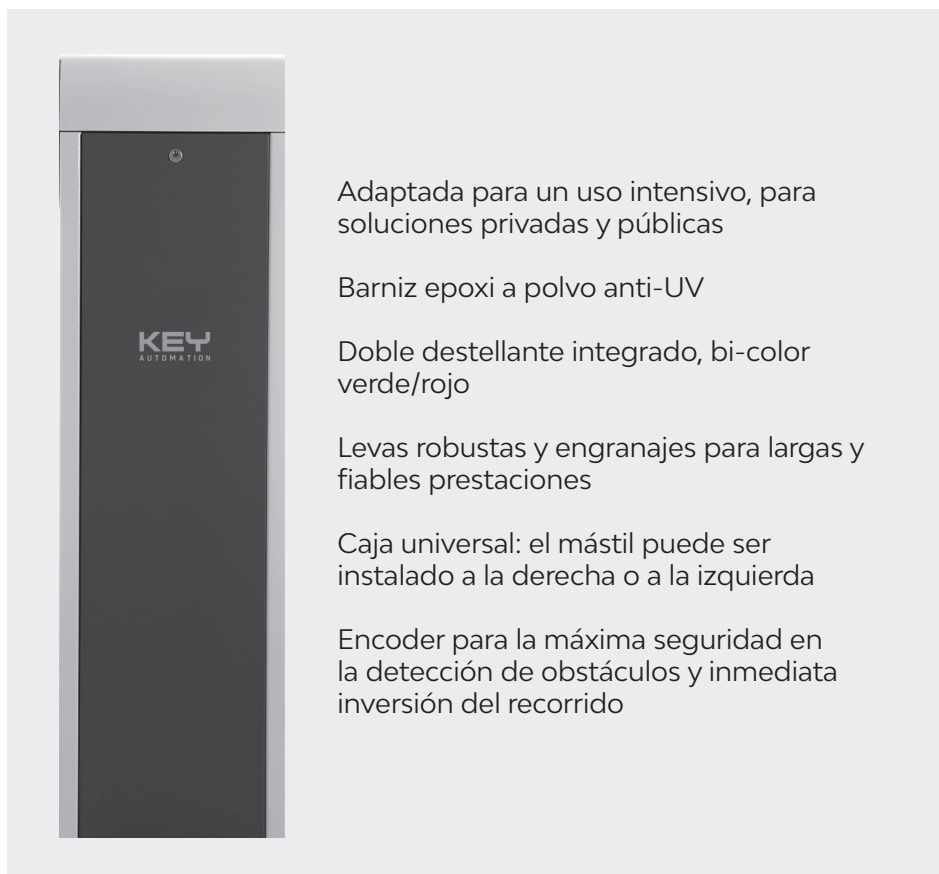 KEY
AUTOMATION
Adaptada para un uso intensivo, para
soluciones privadas y públicas
Barniz epoxi a polvo anti-UV
Doble destellante integrado, bi-color
verde/rojo
Levas robustas y engranajes para largas y
fiables prestaciones
Caja universal: el mástil puede ser
instalado a la derecha o a la izquierda
Encoder para la máxima seguridad en
la detección de obstáculos y inmediata
inversión del recorrido